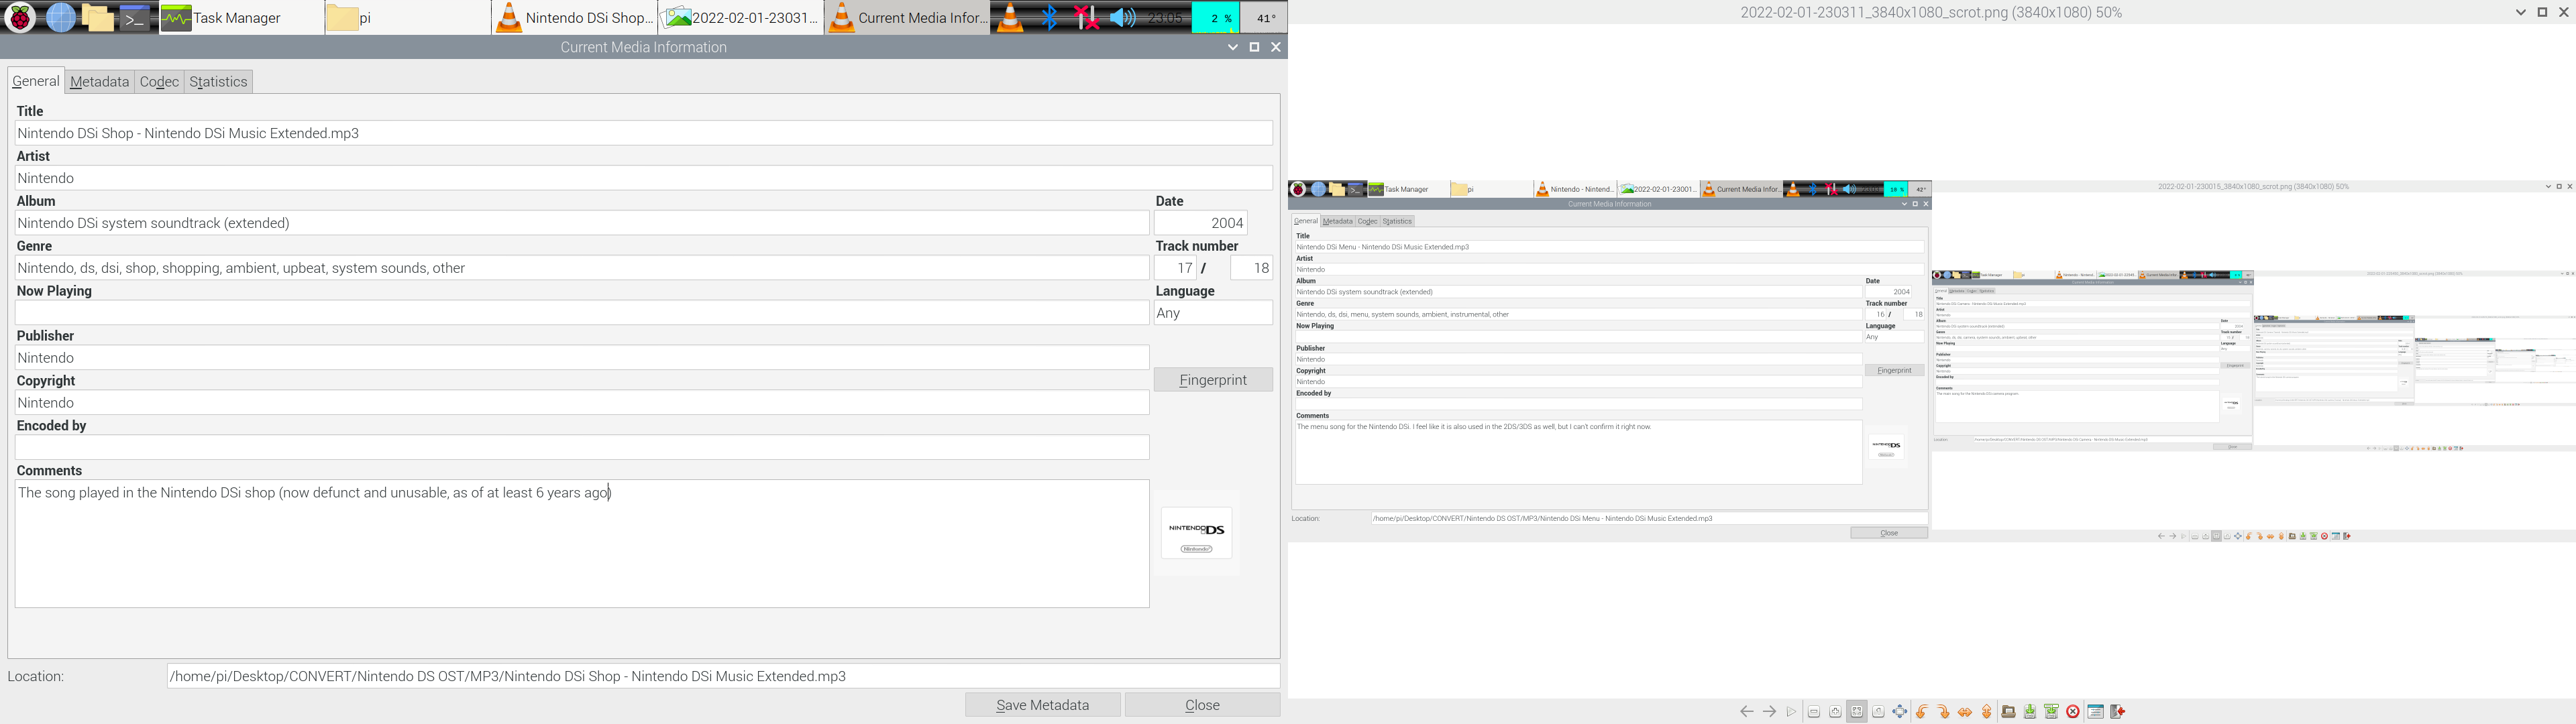 Task Manager
pi
Nintendo DSi Shop...
2022-02-01-23031...
Current Media Infor...
23:05
2 %
41°
Current Media Information
General
Metadata
Codec
Statistics
Title
Nintendo DSi Shop - Nintendo DSi Music Extended.mp3
Artist
Nintendo
Album
Date
Nintendo DSi system soundtrack (extended)
2004
Genre
Track number
Nintendo, ds, dsi, shop, shopping, ambient, upbeat, system sounds, other
17 / 18
Now Playing
Language
Any
Publisher
Nintendo
Copyright
Fingerprint
Nintendo
Encoded by
Comments
The song played in the Nintendo DSi shop (now defunct and unusable, as of at least 6 years ago)
NINTENDO DS
Nintendo
Location:
/home/pi/Desktop/CONVERT/Nintendo DS OST/MP3/Nintendo DSi Shop - Nintendo DSi Music Extended.mp3
Save Metadata
Close
2022-02-01-230311_3840x1080_scrot.png (3840x1080) 50%
Task Manager
pi
Nintendo - Nintend...
2022-02-01-23001...
Current Media Infor...
42°
Current Media Information
2022-02-01-230015_3840x1080_scrot.png (3840x1080) 50%
General
Metadata
Codec
Statistics
Title
Nintendo DSi Menu - Nintendo DSi Music Extended.mp3
Artist
Nintendo
Album
Date
Nintendo DSi system soundtrack (extended)
2004
Genre
Track number
Nintendo, ds, dsi, menu, system sounds, ambient, instrumental, other
16 / 18
Now Playing
Language
Any
Publisher
Nintendo
Copyright
Fingerprint
Nintendo
Encoded by
Comments
The menu song for the Nintendo DSi. I feel like it is also used in the 2DS/3DS as well, but I can't confirm it right now.
NINTENDO DS
Location:
/home/pi/Desktop/CONVERT/Nintendo DS OST/MP3/Nintendo DSi Menu - Nintendo DSi Music Extended.mp3
Close